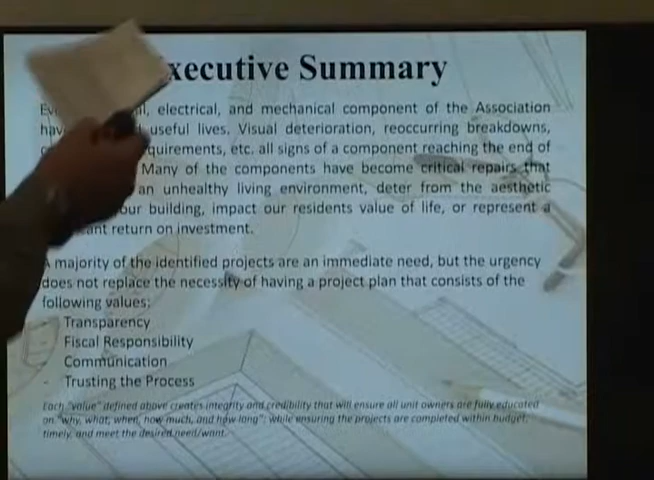 xecutive Summary
electrical, and mechanical component of the Association
useful lives. Visual deterioration, reoccurring breakdowns,
etc. all signs of a component reaching the end of
Many of the components have become critical repairs that
an unhealthy living environment, deter from the aesthetic
our building, impact our residents value of life, or represent a
return on investment.
A majority of the identified projects are an immediate need, but the urgency
does not replace the necessity of having a project plan that consists of the
following values:
Transparency
Fiscal Responsibility
Communication
- Trusting the Process
Each "value" defined above creates integrity and credibility that will ensure all unit owners are fully educated
on "why, what, when, how much, and how long"; while ensuring the projects are completed within budget,
timely, and meet the desired need/want.